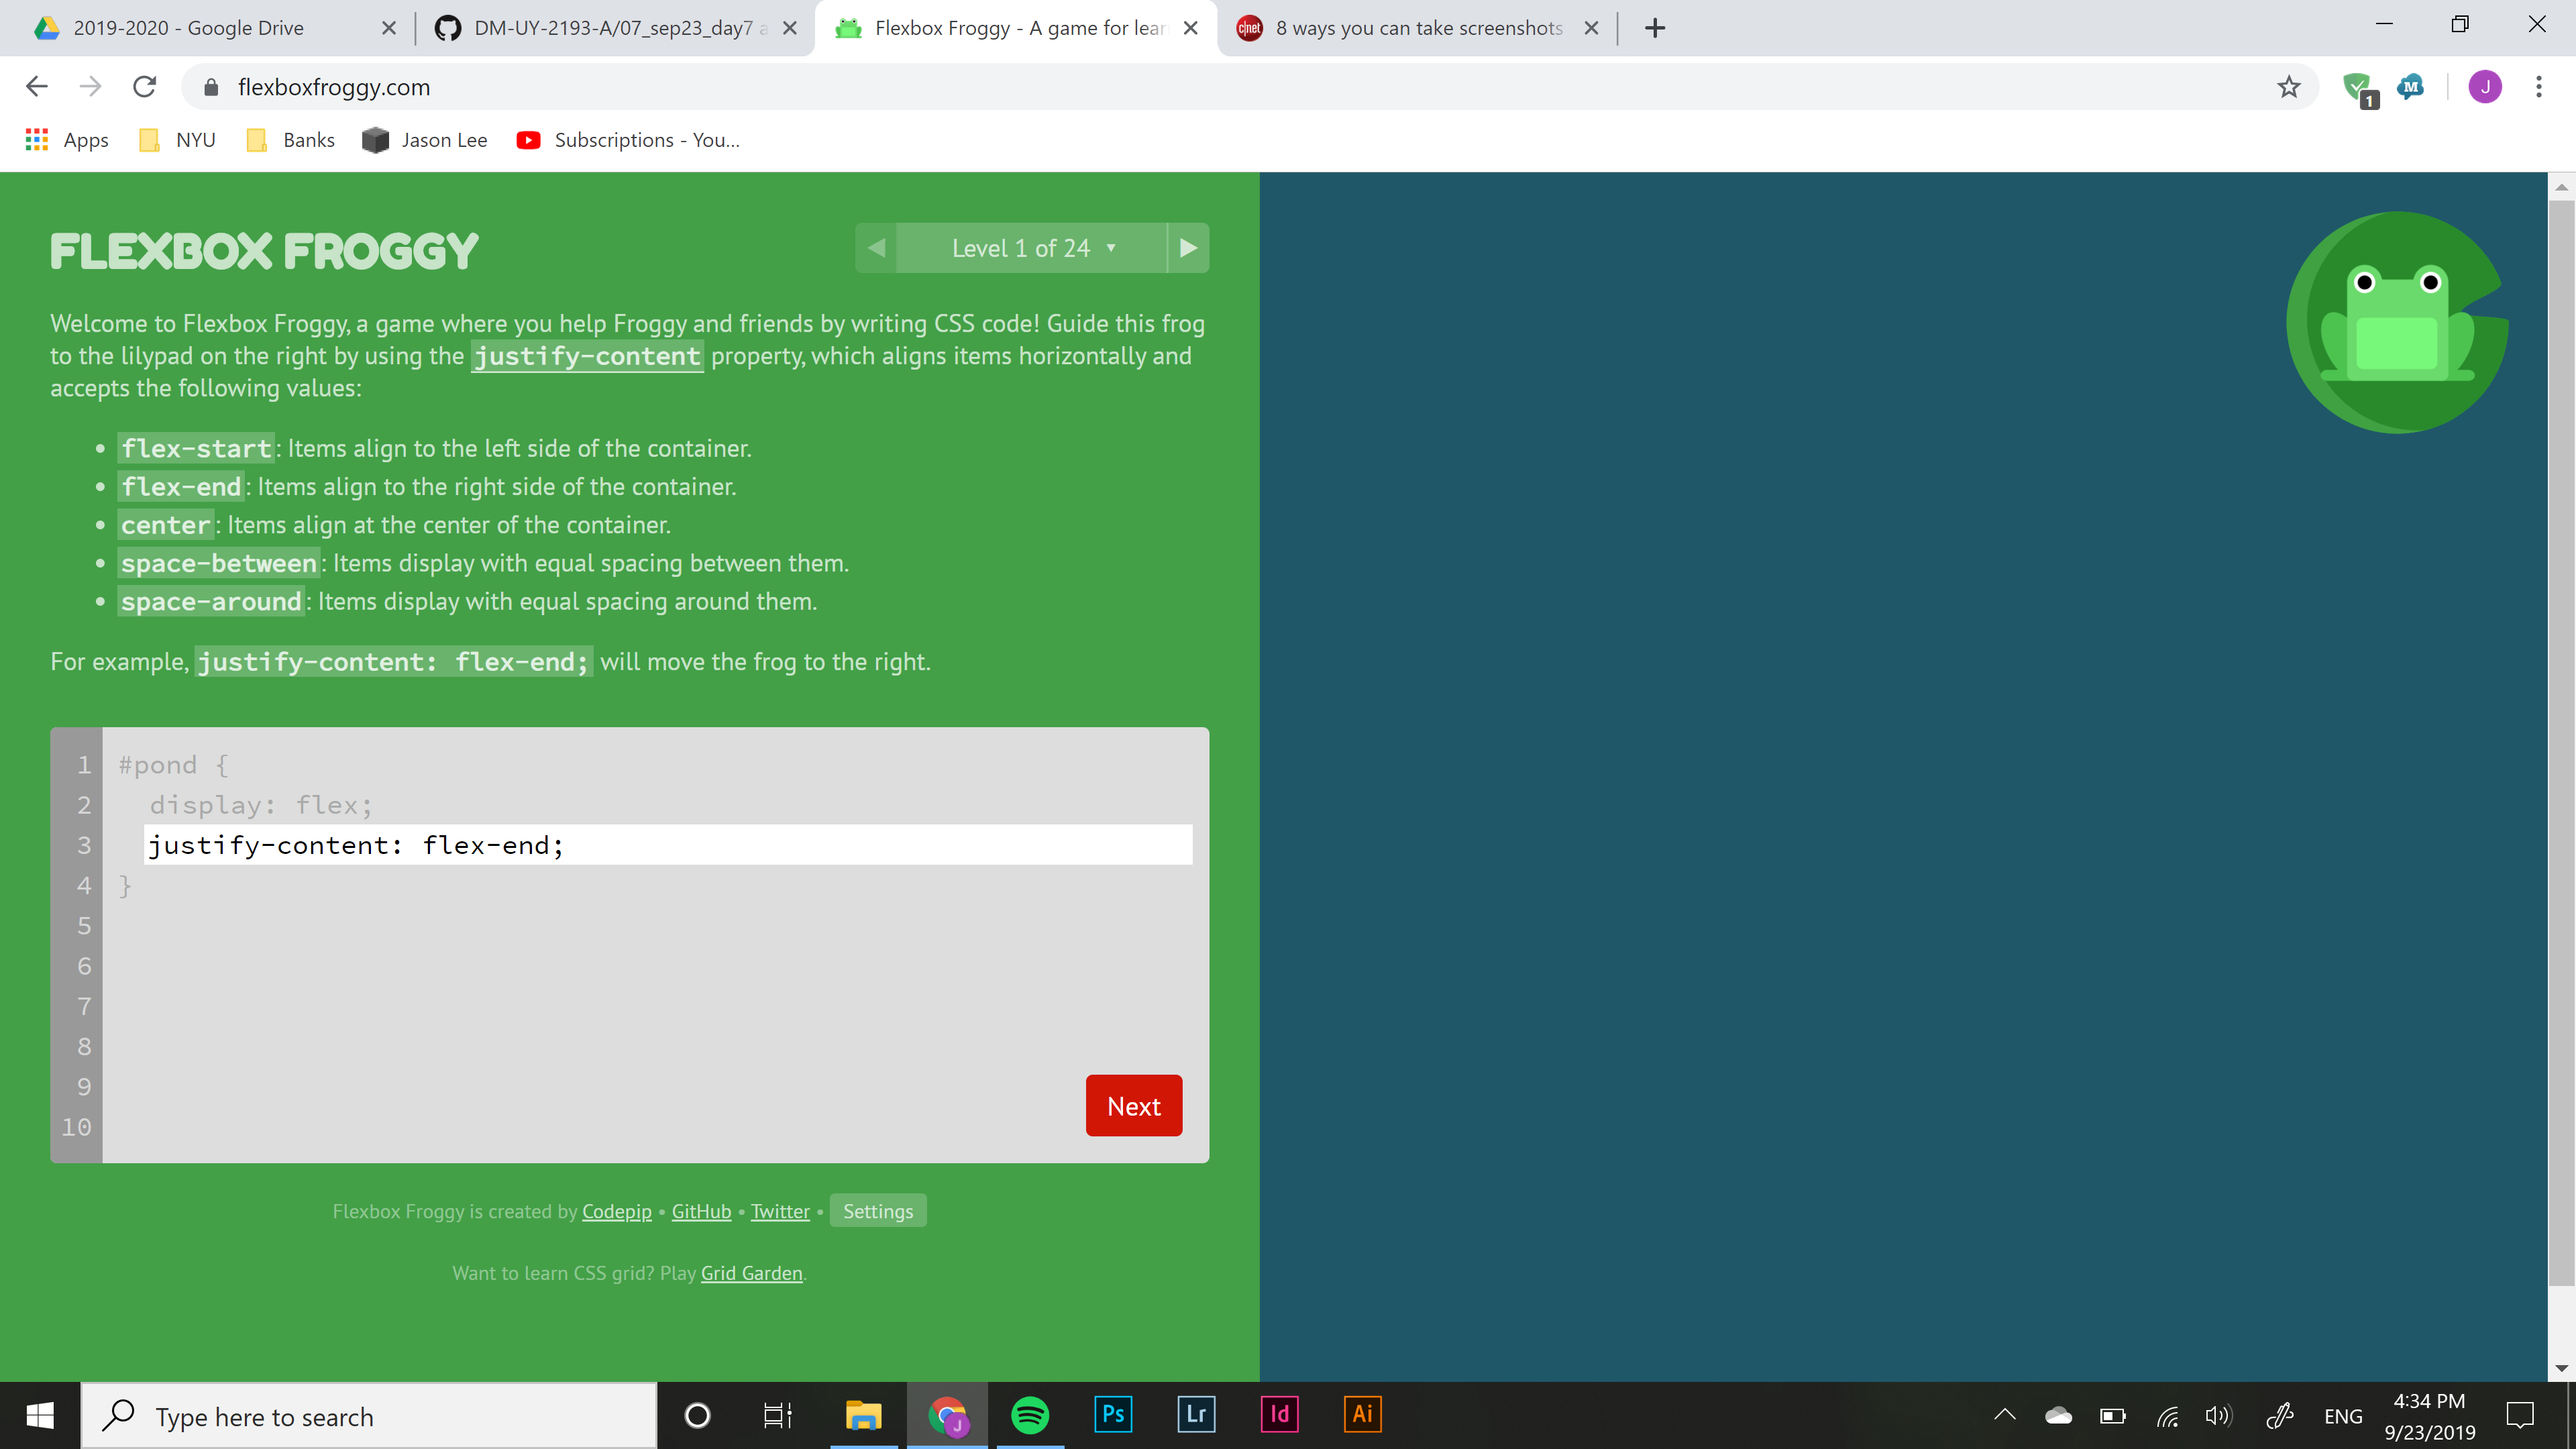 2019-2020 - Google Drive
DM-UY-2193-A/07_sep23_day7 a
Flexbox Froggy - A game for lear
c|net
8 ways you can take screenshots
flexboxfroggy.com
1
M
J
Apps
NYU
Banks
Jason Lee
Subscriptions - You...
FLEXBOX FROGGY
Level 1 of 24
Welcome to Flexbox Froggy, a game where you help Froggy and friends by writing CSS code! Guide this frog
to the lilypad on the right by using the justify-content property, which aligns items horizontally and
accepts the following values:
• flex-start: Items align to the left side of the container.
• flex-end: Items align to the right side of the container.
• center: Items align at the center of the container.
• space-between: Items display with equal spacing between them.
• space-around: Items display with equal spacing around them.
For example, justify-content: flex-end; will move the frog to the right.
1 #pond {
2 display: flex;
3 justify-content: flex-end;
4 }
5
6
7
8
9
10
Next
Flexbox Froggy is created by Codepip • GitHub • Twitter • Settings
Want to learn CSS grid? Play Grid Garden.
Type here to search
J
Ps
Lr
Id
Ai
ENG
4:34 PM
9/23/2019